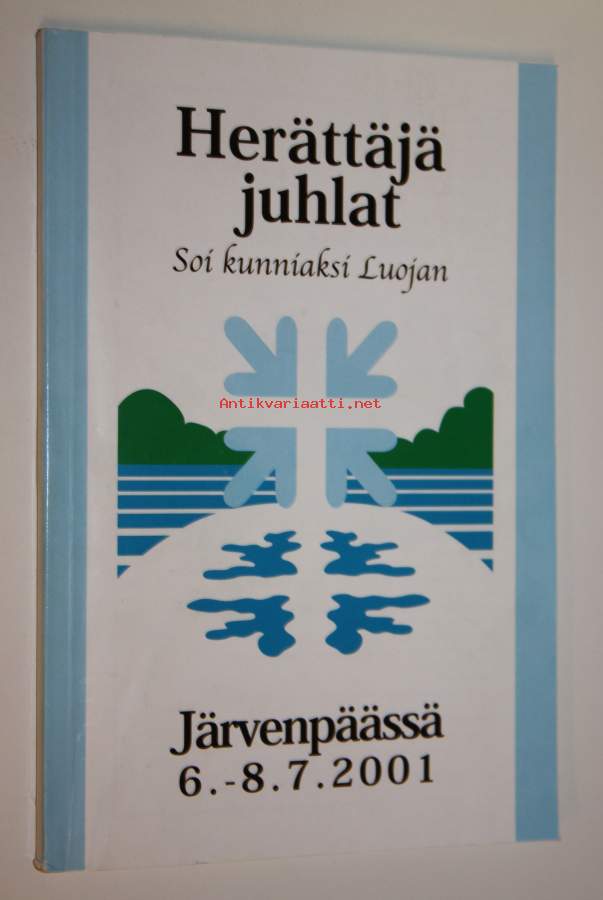 Herättäjä
juhlat
Soi kunniaksi Luojan
Antikvariaatti.net
Järvenpäässä
6.-8.7.2001